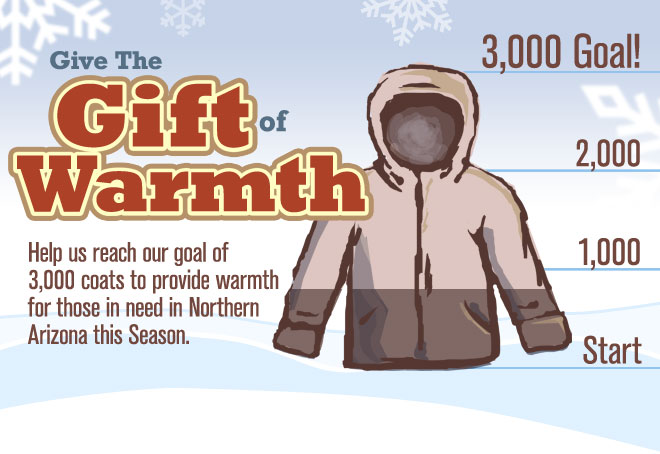 Give The
Gift of
Warmth
Help us reach our goal of
3,000 coats to provide warmth
for those in need in Northern
Arizona this Season.
3,000 Goal!
2,000
1,000
Start